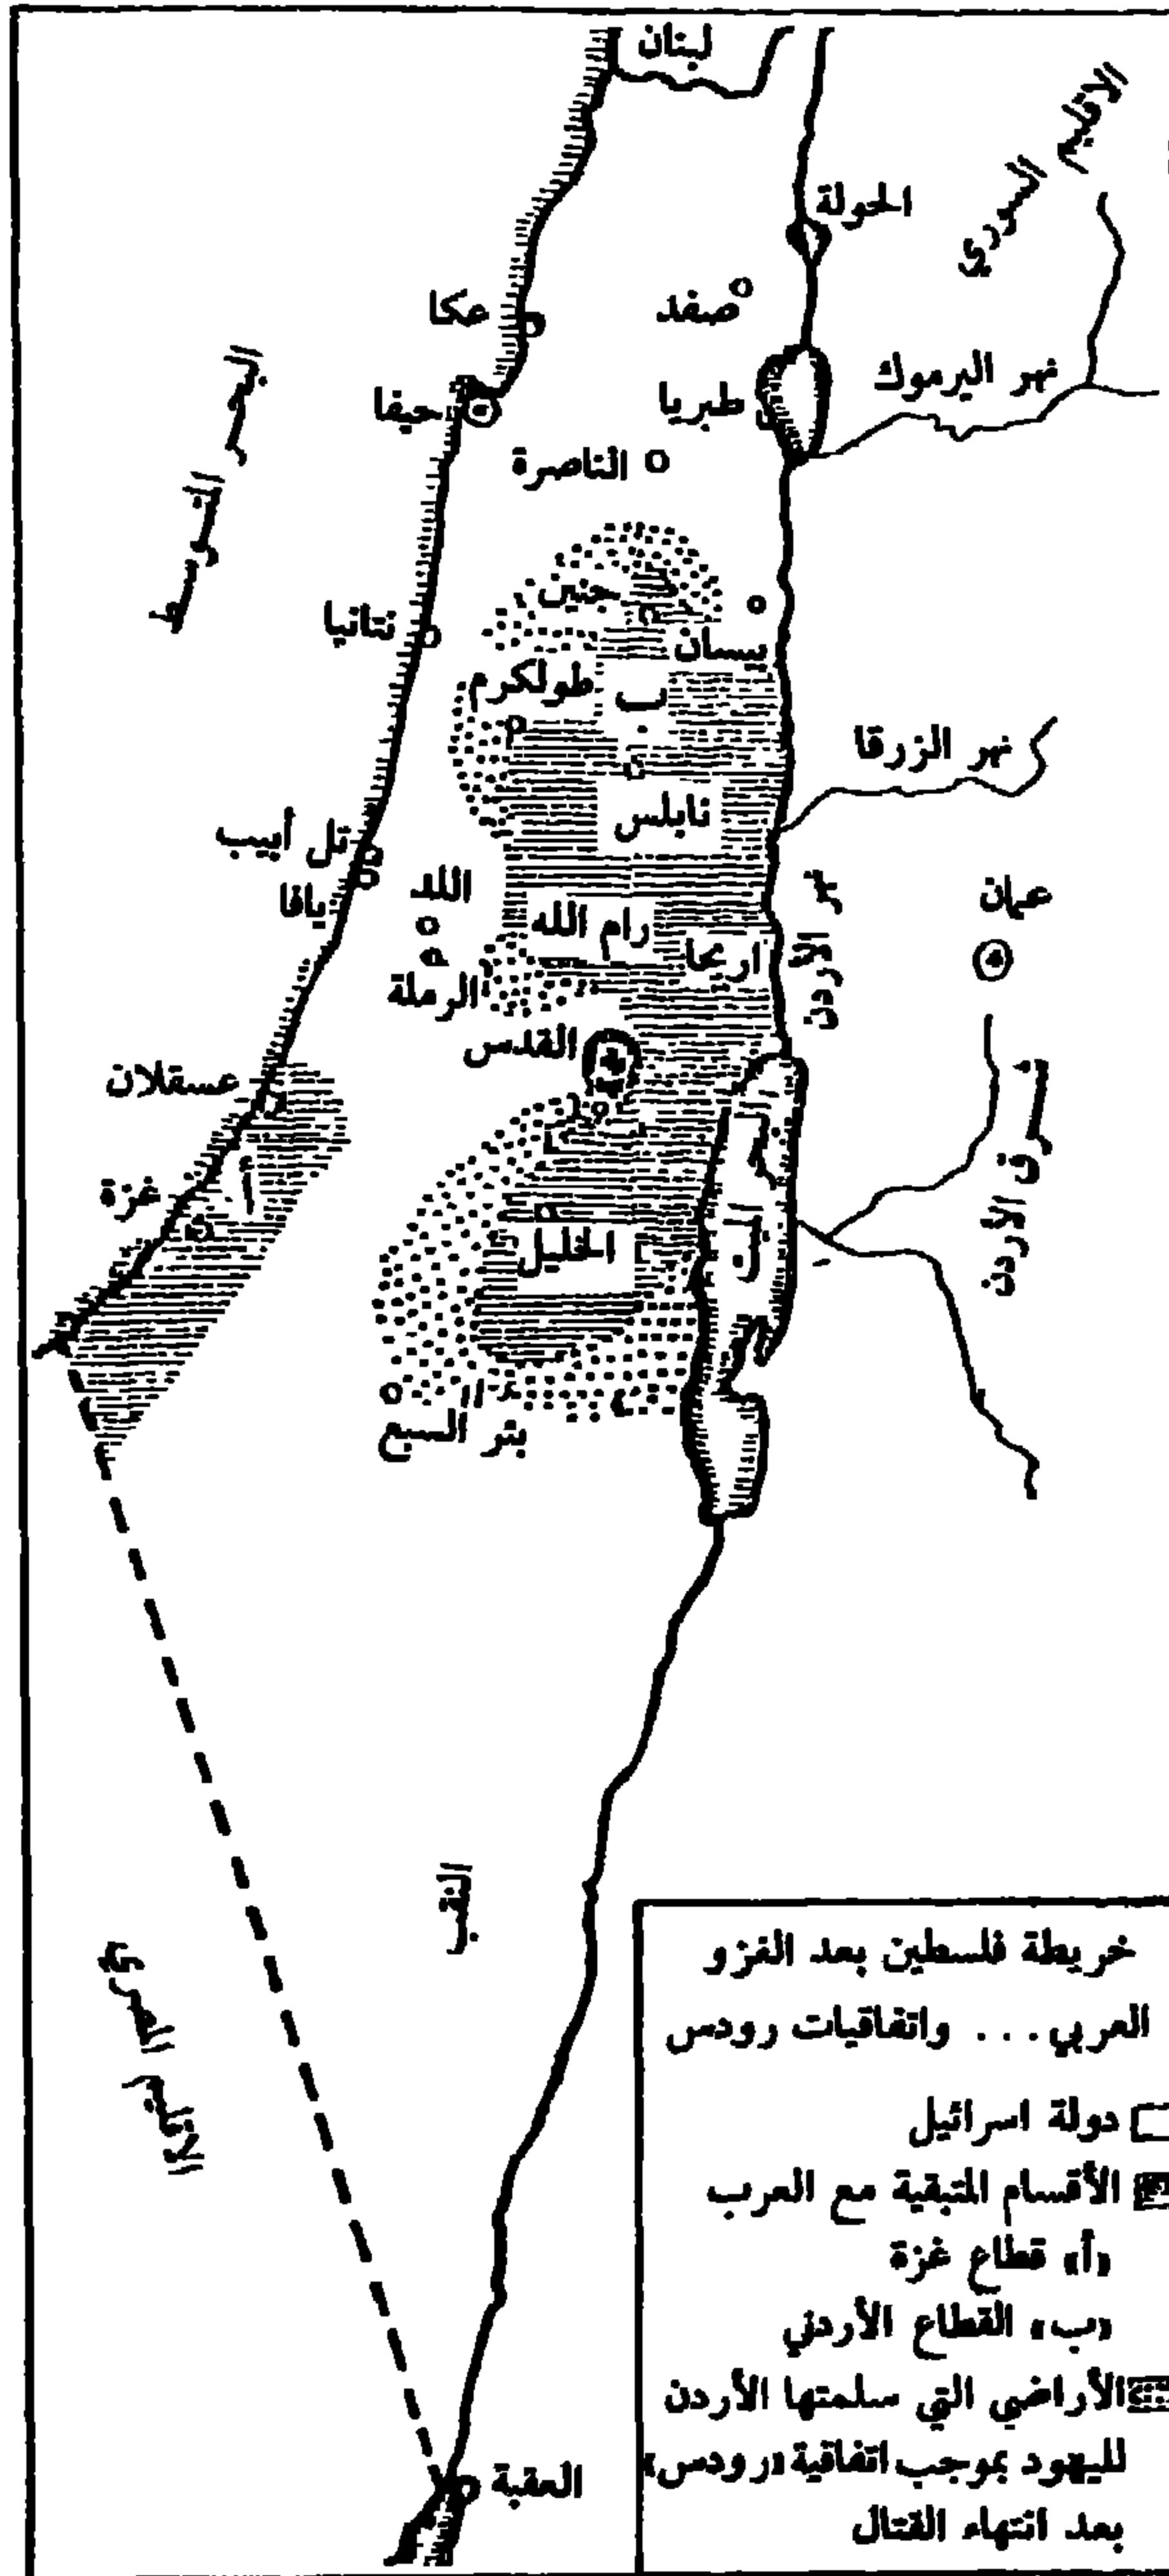 لبنان
الاقليم السوري
الحولة
صفد
عكا
نهر اليرموك
طبريا
حيفا
البحر المتوسط
الناصرة
جنين
بيسان
نتانيا
طولكرم
ب
نهر الزرقا
نابلس
تل أبيب
يافا
اللد
رام الله
اريحا
نهر الأردن
عمان
الرملة
القدس
عسقلان
شرق الأردن
غزة
أ
الخليل
بئر السبع
النقب
الاقليم المصري
العقبة
خريطة فلسطين بعد الغزو
العربي ... واتفاقيات رودس
دولة اسرائيل
الأقسام المتبقية مع العرب
«أ» قطاع غزة
«ب» القطاع الأردني
الأراضي التي سلمتها الأردن
لليهود بموجب اتفاقية «رودس»
بعد انتهاء القتال